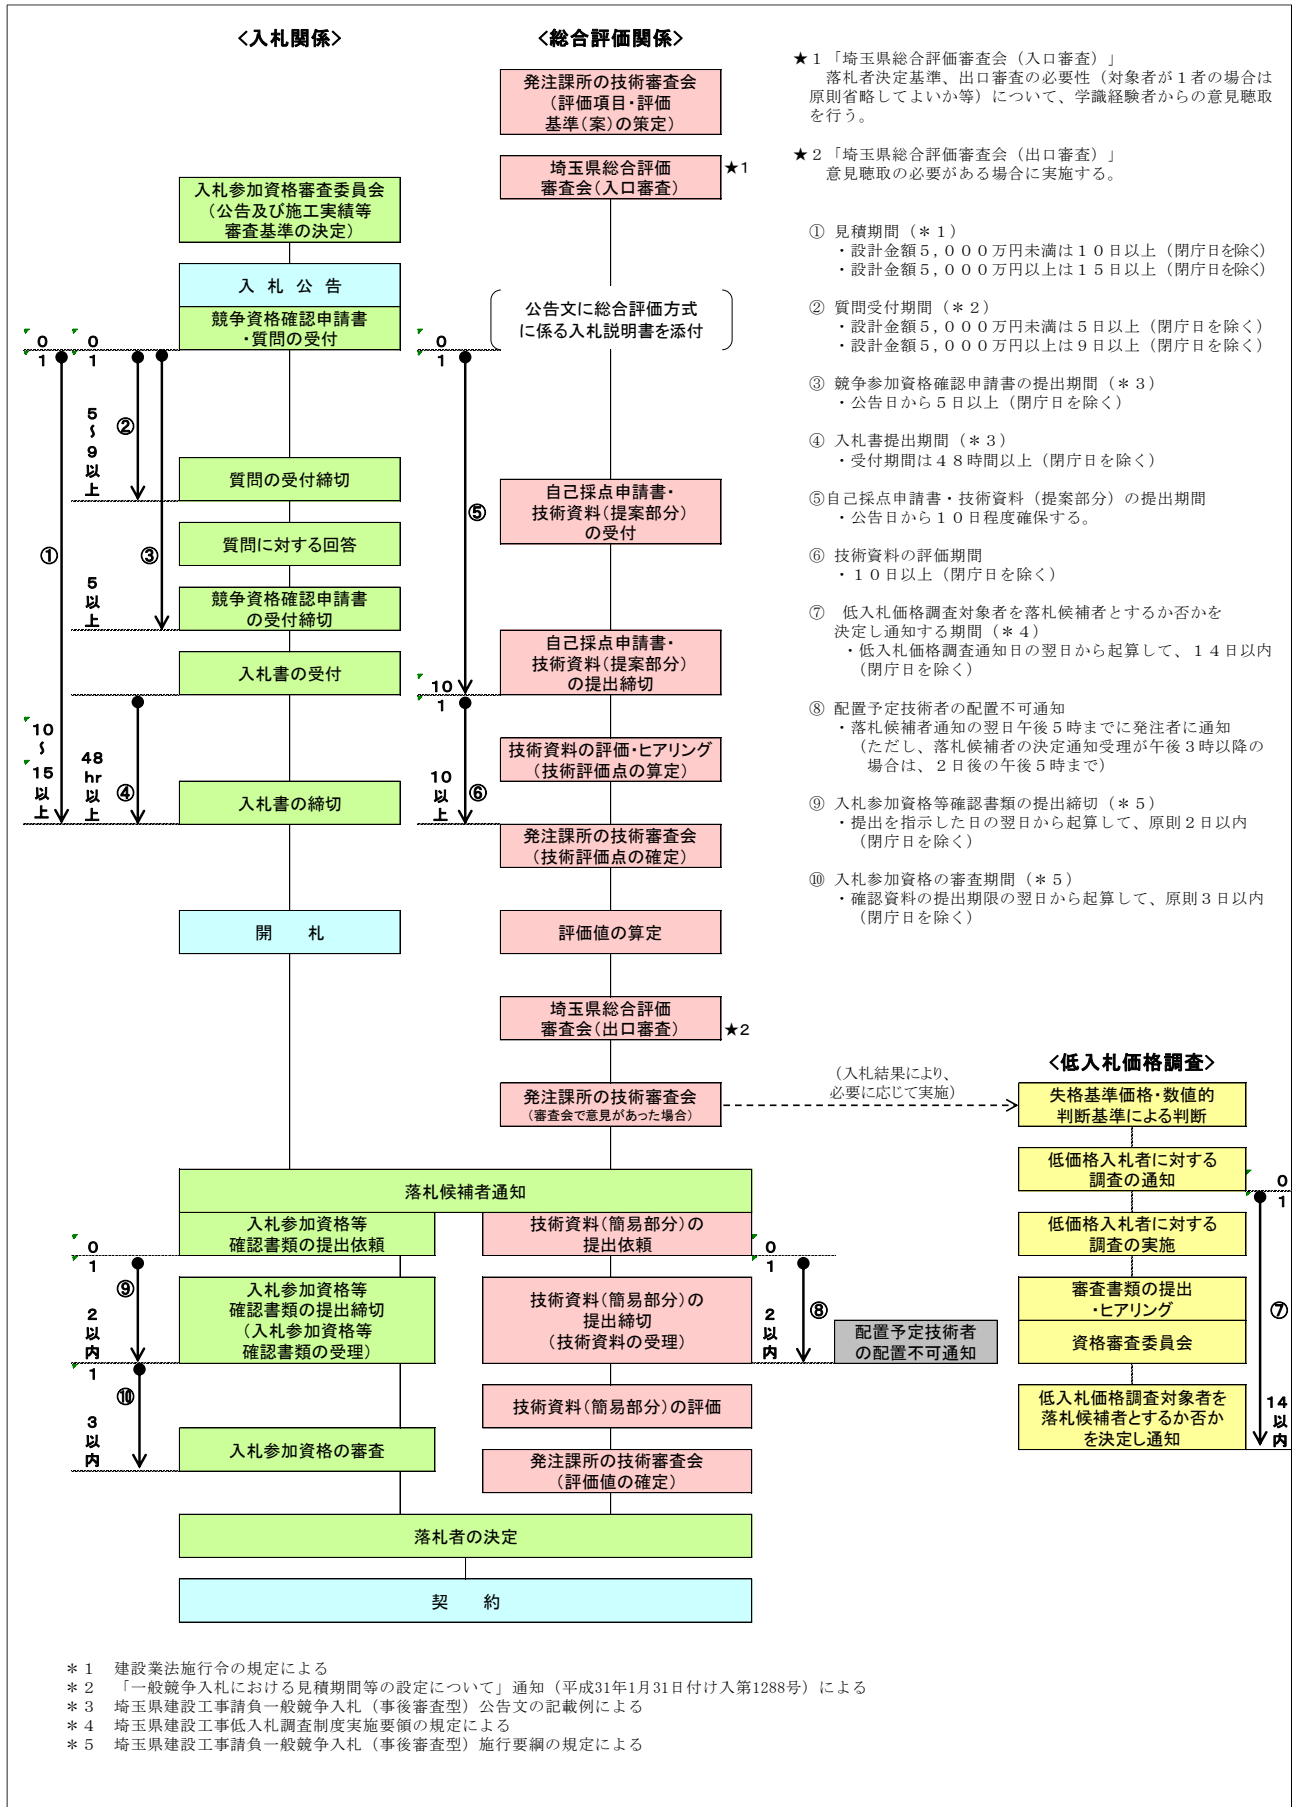 <入札関係>
<総合評価関係>
発注課所の技術審査会
(評価項目・評価
基準(案)の策定)
埼玉県総合評価
審査会(入口審査)
★1
入札参加資格審査委員会
(公告及び施工実績等
審査基準の決定)
入 札 公 告
競争資格確認申請書
・質問の受付
公告文に総合評価方式
に係る入札説明書を添付
0
1
0
1
0
1
5
~
9
以
上
②
質問の受付締切
自己採点申請書・
技術資料(提案部分)
の受付
⑤
質問に対する回答
①
③
5
以
上
競争資格確認申請書
の受付締切
入札書の受付
自己採点申請書・
技術資料(提案部分)
の提出締切
10
1
10
~
15
以
上
48
hr
以
上
④
入札書の締切
技術資料の評価・ヒアリング
(技術評価点の算定)
10
以
上
⑥
発注課所の技術審査会
(技術評価点の確定)
開 札
評価値の算定
埼玉県総合評価
審査会(出口審査)
★2
発注課所の技術審査会
(審査会で意見があった場合)
(入札結果により、
必要に応じて実施)
★1「埼玉県総合評価審査会(入口審査)」
落札者決定基準、出口審査の必要性(対象者が1者の場合は
原則省略してよいか等)について、学識経験者からの意見聴取
を行う。
★2「埼玉県総合評価審査会(出口審査)」
意見聴取の必要がある場合に実施する。
① 見積期間(*1)
・設計金額5,000万円未満は10日以上(閉庁日を除く)
・設計金額5,000万円以上は15日以上(閉庁日を除く)
② 質問受付期間(*2)
・設計金額5,000万円未満は5日以上(閉庁日を除く)
・設計金額5,000万円以上は9日以上(閉庁日を除く)
③ 競争参加資格確認申請書の提出期間(*3)
・公告日から5日以上(閉庁日を除く)
④ 入札書提出期間(*3)
・受付期間は48時間以上(閉庁日を除く)
⑤自己採点申請書・技術資料(提案部分)の提出期間
・公告日から10日程度確保する。
⑥ 技術資料の評価期間
・10日以上(閉庁日を除く)
⑦ 低入札価格調査対象者を落札候補者とするか否かを
決定し通知する期間(*4)
・低入札価格調査通知日の翌日から起算して、14日以内
(閉庁日を除く)
⑧ 配置予定技術者の配置不可通知
・落札候補者通知の翌日午後5時までに発注者に通知
(ただし、落札候補者の決定通知受理が午後3時以降の
場合は、2日後の午後5時まで)
⑨ 入札参加資格等確認書類の提出締切(*5)
・提出を指示した日の翌日から起算して、原則2日以内
(閉庁日を除く)
⑩ 入札参加資格の審査期間(*5)
・確認資料の提出期限の翌日から起算して、原則3日以内
(閉庁日を除く)
<低入札価格調査>
失格基準価格・数値的
判断基準による判断
低価格入札者に対する
調査の通知
0
1
低価格入札者に対する
調査の実施
審査書類の提出
・ヒアリング
⑦
資格審査委員会
低入札価格調査対象者を
落札候補者とするか否か
を決定し通知
14
以
内
落札候補者通知
入札参加資格等
確認書類の提出依頼
技術資料(簡易部分)の
提出依頼
0
1
0
1
⑨
2
以
内
入札参加資格等
確認書類の提出締切
(入札参加資格等
確認書類の受理)
技術資料(簡易部分)の
提出締切
(技術資料の受理)
2
以
内
⑧
配置予定技術者
の配置不可通知
1
⑩
3
以
内
技術資料(簡易部分)の評価
入札参加資格の審査
発注課所の技術審査会
(評価値の確定)
落札者の決定
契 約
*1 建設業法施行令の規定による
*2 「一般競争入札における見積期間等の設定について」通知(平成31年1月31日付け入第1288号)による
*3 埼玉県建設工事請負一般競争入札(事後審査型)公告文の記載例による
*4 埼玉県建設工事低入札調査制度実施要領の規定による
*5 埼玉県建設工事請負一般競争入札(事後審査型)施行要綱の規定による